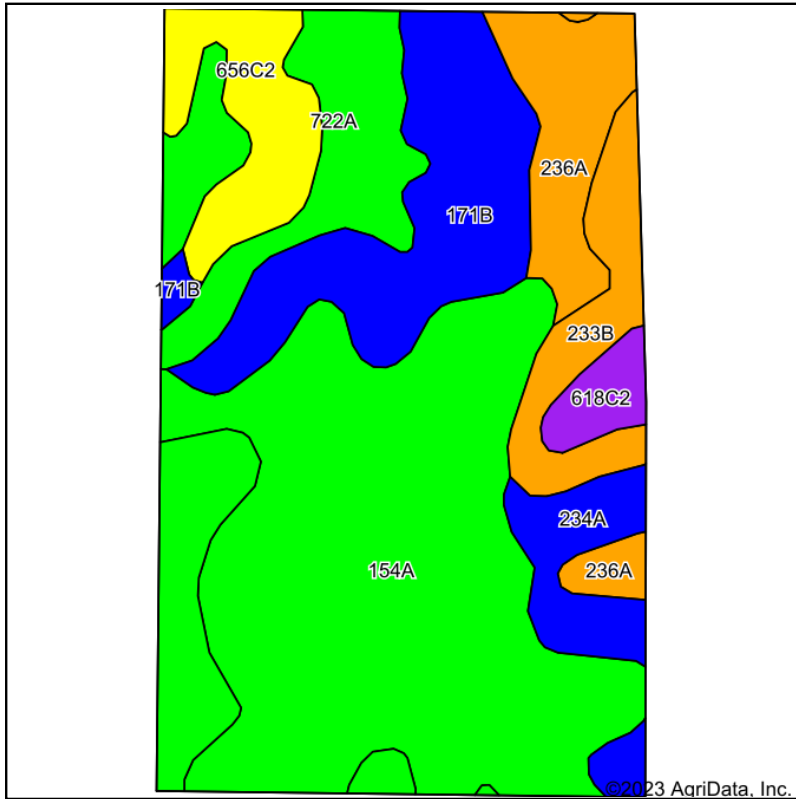 656C2
722A
236A
171B
171B
233B
618C2
234A
154A
236A
©2023 AgriData, Inc.